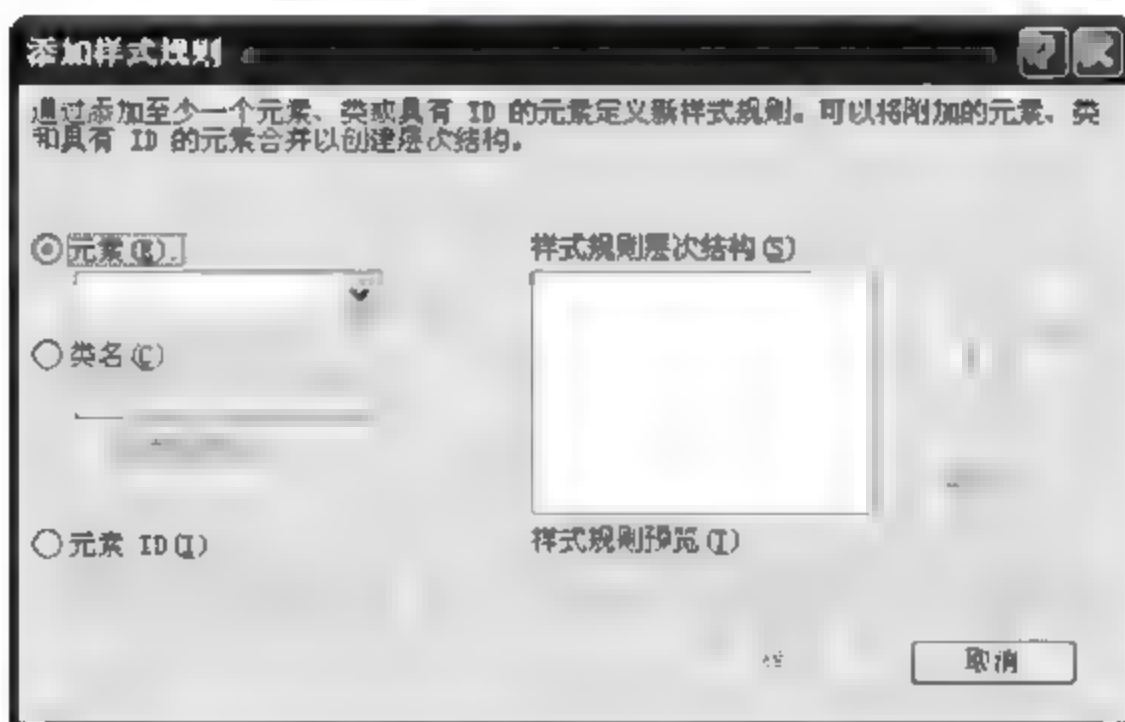 添加样式规则
通过添加至少一个元素、类或具有 ID 的元素定义新样式规则。可以将附加的元素、类
和具有 ID 的元素合并以创建层次结构。
元素(E).
样式规则层次结构(S)
类名(C)
元素 ID(I)
样式规则预览(T)
取消